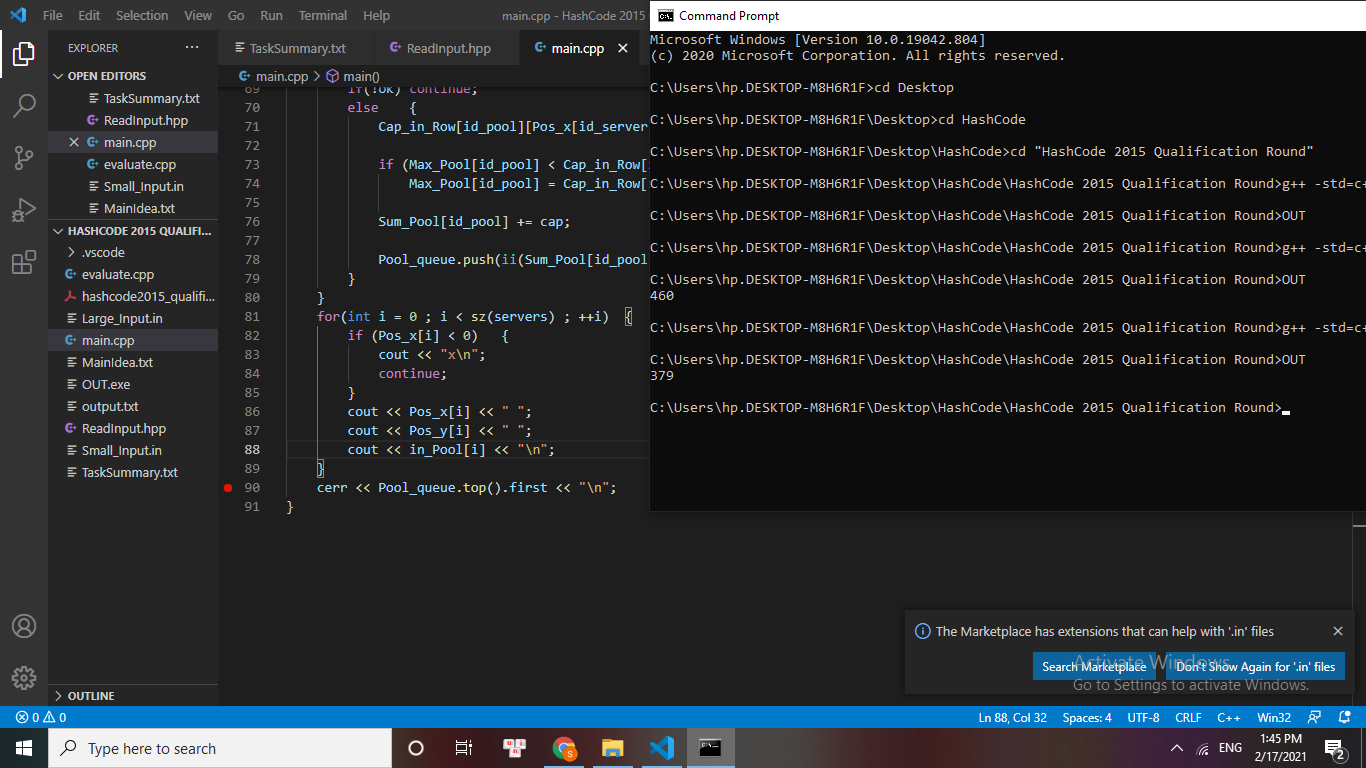 File Edit Selection View Go Run Terminal Help
main.cpp - HashCode 2015
EXPLORER
OPEN EDITORS
TaskSummary.txt
ReadInput.hpp
main.cpp
evaluate.cpp
Small_Input.in
MainIdea.txt
HASHCODE 2015 QUALIFI...
.vscode
evaluate.cpp
hashcode2015_qualifi...
Large_Input.in
main.cpp
MainIdea.txt
OUT.exe
output.txt
ReadInput.hpp
Small_Input.in
TaskSummary.txt
OUTLINE
TaskSummary.txt ReadInput.hpp main.cpp
main.cpp > main()
69 if(!ok) continue;
70 else {
71 Cap_in_Row[id_pool][Pos_x[id_server
72
73 if (Max_Pool[id_pool] < Cap_in_Row[
74 Max_Pool[id_pool] = Cap_in_Row[
75
76 Sum_Pool[id_pool] += cap;
77
78 Pool_queue.push(ii(Sum_Pool[id_pool
79 }
80 }
81 for(int i = 0 ; i < sz(servers) ; ++i) {
82 if (Pos_x[i] < 0) {
83 cout << "x\n";
84 continue;
85 }
86 cout << Pos_x[i] << " ";
87 cout << Pos_y[i] << " ";
88 cout << in_Pool[i] << "\n";
89 }
90 cerr << Pool_queue.top().first << "\n";
91 }
Command Prompt
Microsoft Windows [Version 10.0.19042.804]
(c) 2020 Microsoft Corporation. All rights reserved.
C:\Users\hp.DESKTOP-M8H6R1F>cd Desktop
C:\Users\hp.DESKTOP-M8H6R1F\Desktop>cd HashCode
C:\Users\hp.DESKTOP-M8H6R1F\Desktop\HashCode>cd "HashCode 2015 Qualification Round"
C:\Users\hp.DESKTOP-M8H6R1F\Desktop\HashCode\HashCode 2015 Qualification Round>g++ -std=c+
C:\Users\hp.DESKTOP-M8H6R1F\Desktop\HashCode\HashCode 2015 Qualification Round>OUT
C:\Users\hp.DESKTOP-M8H6R1F\Desktop\HashCode\HashCode 2015 Qualification Round>g++ -std=c+
C:\Users\hp.DESKTOP-M8H6R1F\Desktop\HashCode\HashCode 2015 Qualification Round>OUT
460
C:\Users\hp.DESKTOP-M8H6R1F\Desktop\HashCode\HashCode 2015 Qualification Round>g++ -std=c+
C:\Users\hp.DESKTOP-M8H6R1F\Desktop\HashCode\HashCode 2015 Qualification Round>OUT
379
C:\Users\hp.DESKTOP-M8H6R1F\Desktop\HashCode\HashCode 2015 Qualification Round>
The Marketplace has extensions that can help with '.in' files
Search Marketplace Don't Show Again for '.in' files
Activate Windows
Go to Settings to activate Windows.
0 0 Ln 88, Col 32 Spaces: 4 UTF-8 CRLF C++ Win32
Type here to search
ENG
1:45 PM
2/17/2021
2